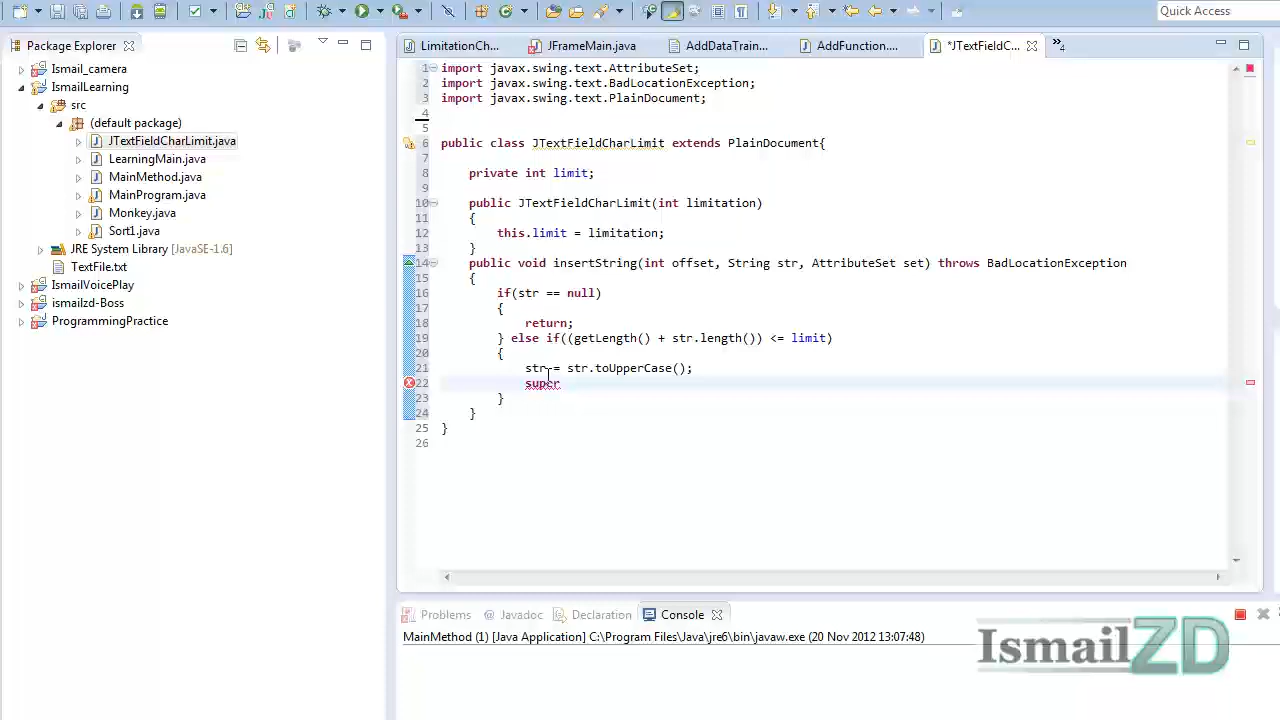 Quick Access
Package Explorer
Ismail_camera
IsmailLearning
src
(default package)
JTextFieldCharLimit.java
LearningMain.java
MainMethod.java
MainProgram.java
Monkey.java
Sort1.java
JRE System Library [JavaSE-1.6]
TextFile.txt
IsmailVoicePlay
ismailzd-Boss
ProgrammingPractice
LimitationCh... JFrameMain.java AddDataTrain... AddFunction.... *JTextFieldC... »4
1 import javax.swing.text.AttributeSet;
2 import javax.swing.text.BadLocationException;
3 import javax.swing.text.PlainDocument;
4
5
6 public class JTextFieldCharLimit extends PlainDocument{
7
8 private int limit;
9
10 public JTextFieldCharLimit(int limitation)
11 {
12 this.limit = limitation;
13 }
14 public void insertString(int offset, String str, AttributeSet set) throws BadLocationException
15 {
16 if(str == null)
17 {
18 return;
19 } else if((getLength() + str.length()) <= limit)
20 {
21 str = str.toUpperCase();
22 super
23 }
24 }
25 }
26
Problems @ Javadoc Declaration Console
MainMethod (1) [Java Application] C:\Program Files\Java\jre6\bin\javaw.exe (20 Nov 2012 13:07:48)
IsmailZD